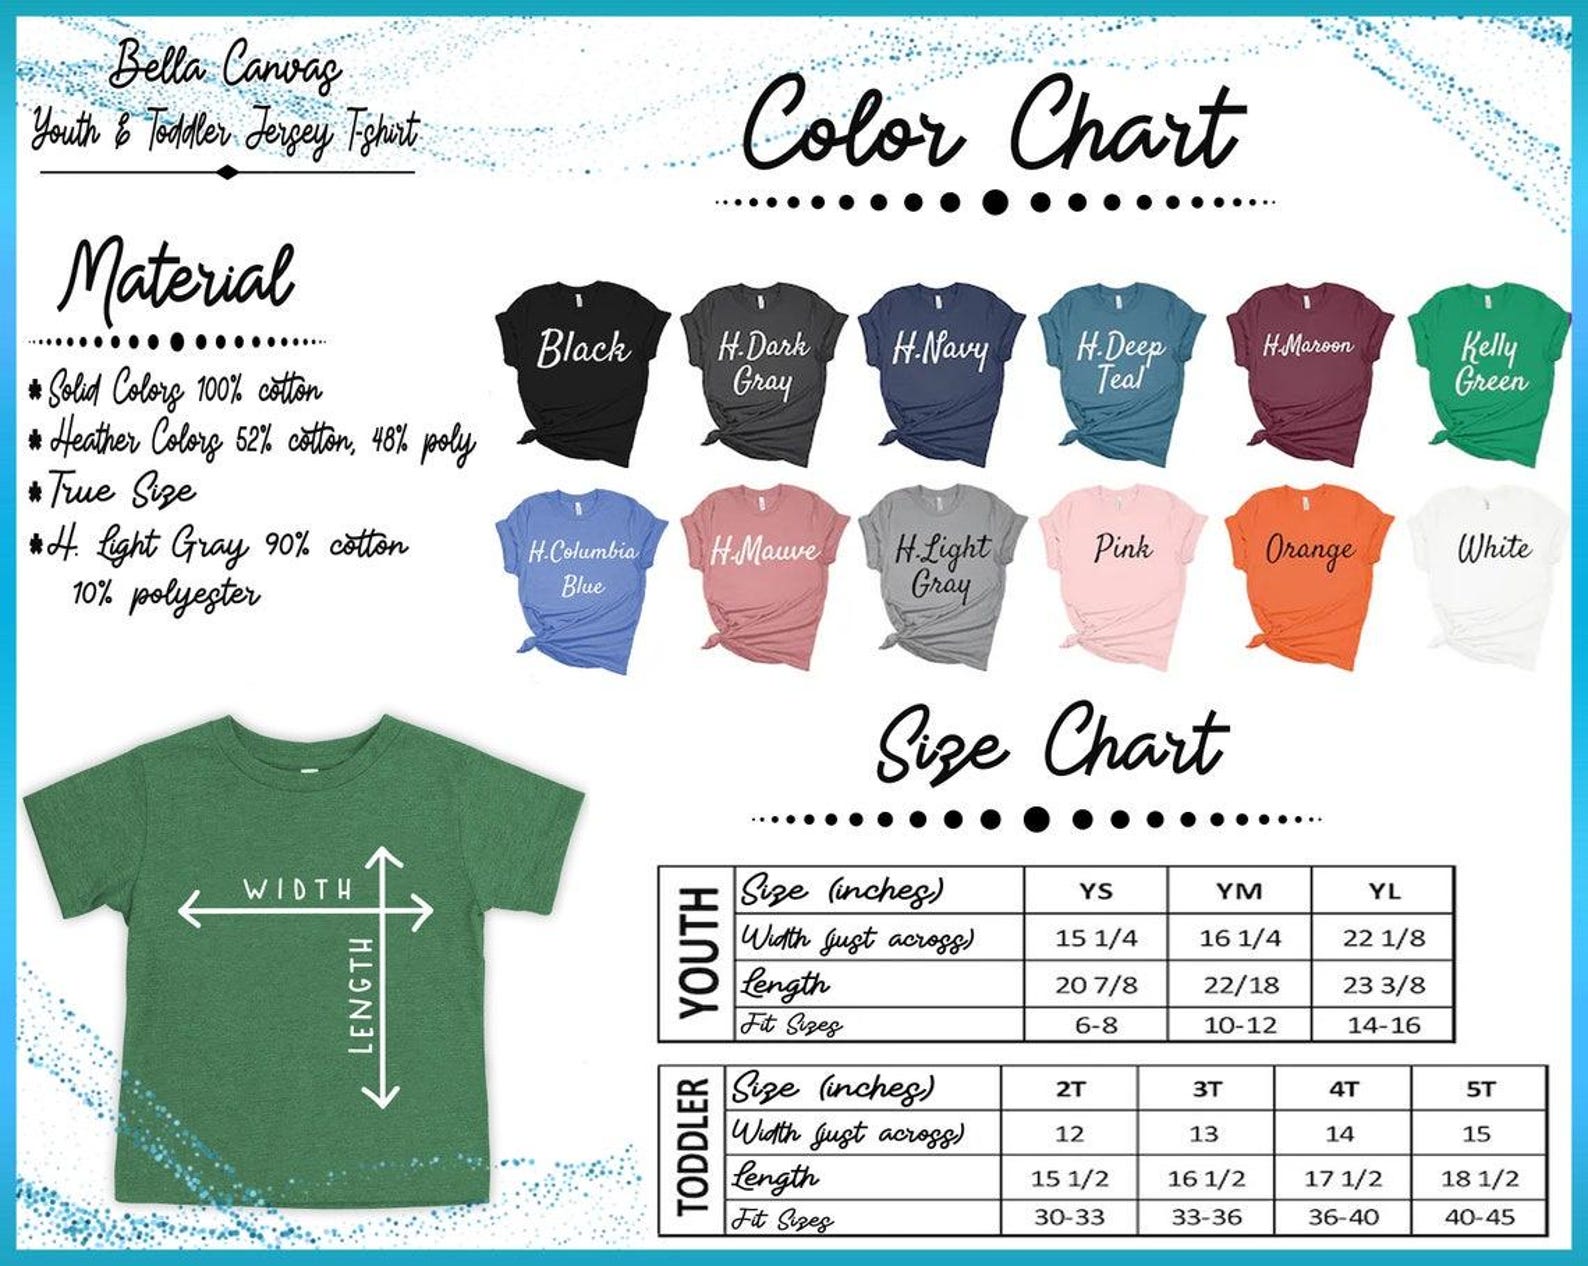 Bella Canvas
Youth & Toddler Jersey T-shirt
Color Chart
Material
* Solid Colors 100% cotton
* Heather Colors 52% cotton, 48% poly
* True Size
* H. Light Gray 90% cotton
10% polyester
Black
H.Dark
Gray
H.Navy
H.Deep
Teal
H.Maroon
Kelly
Green
H.Columbia
Blue
H.Mauve
H.Light
Gray
Pink
Orange
White
WIDTH
LENGTH
Size Chart
YOUTH
Size (inches) YS YM YL
Width (just across) 15 1/4 16 1/4 22 1/8
Length 20 7/8 22/18 23 3/8
Fit Sizes 6-8 10-12 14-16
TODDLER
Size (inches) 2T 3T 4T 5T
Width (just across) 12 13 14 15
Length 15 1/2 16 1/2 17 1/2 18 1/2
Fit Sizes 30-33 33-36 36-40 40-45